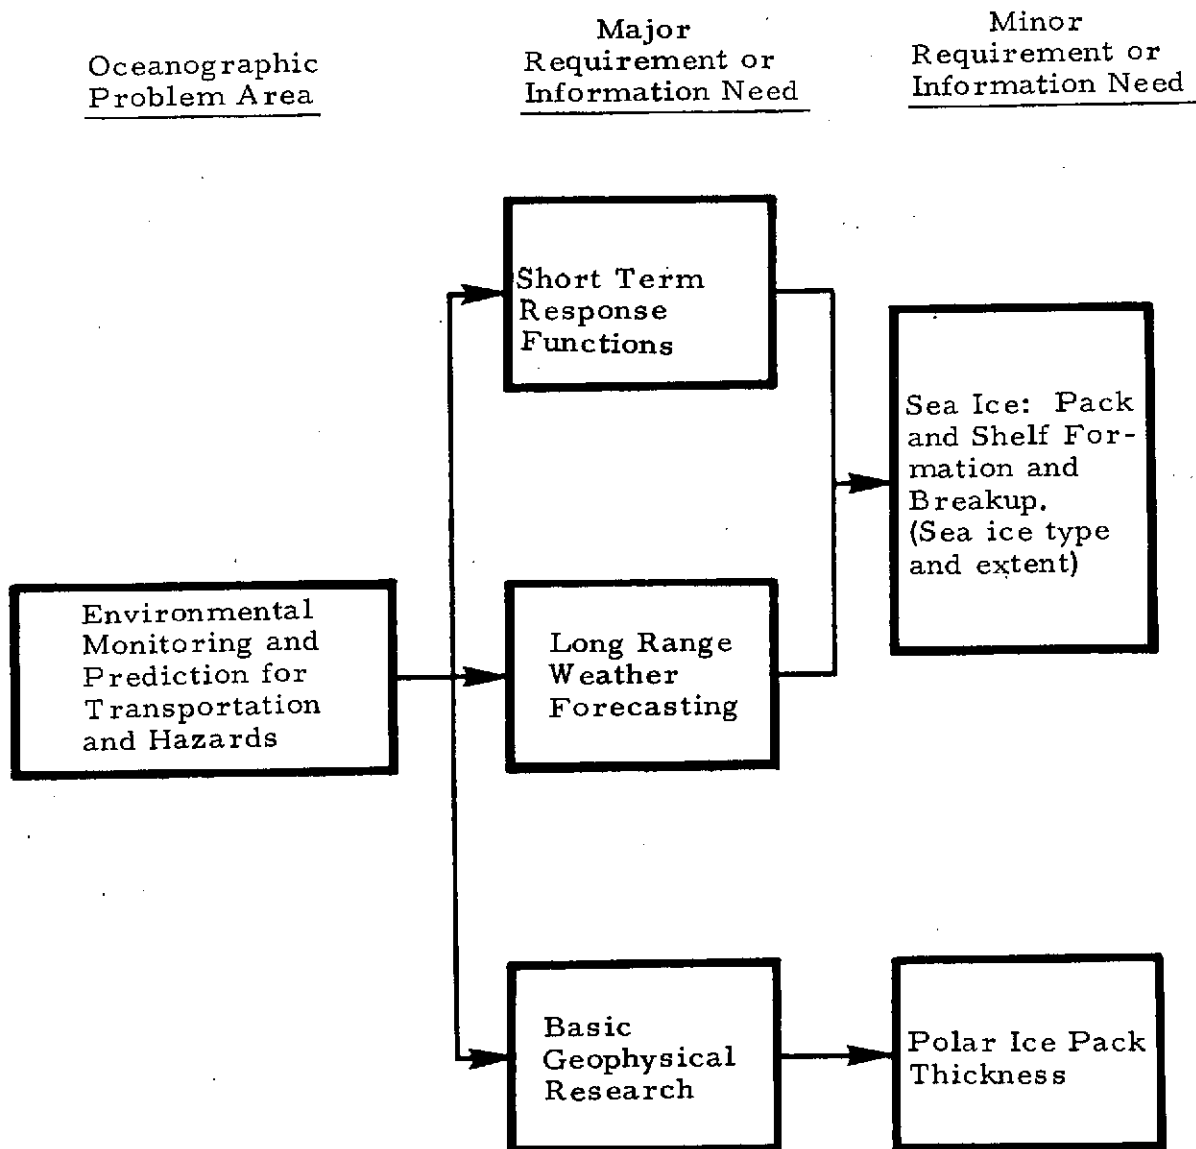 Oceanographic
Problem Area
Major
Requirement or
Information Need
Minor
Requirement or
Information Need
Short Term
Response
Functions
Sea Ice: Pack
and Shelf For-
mation and
Breakup.
(Sea ice type
and extent)
Environmental
Monitoring and
Prediction for
Transportation
and Hazards
Long Range
Weather
Forecasting
Basic
Geophysical
Research
Polar Ice Pack
Thickness